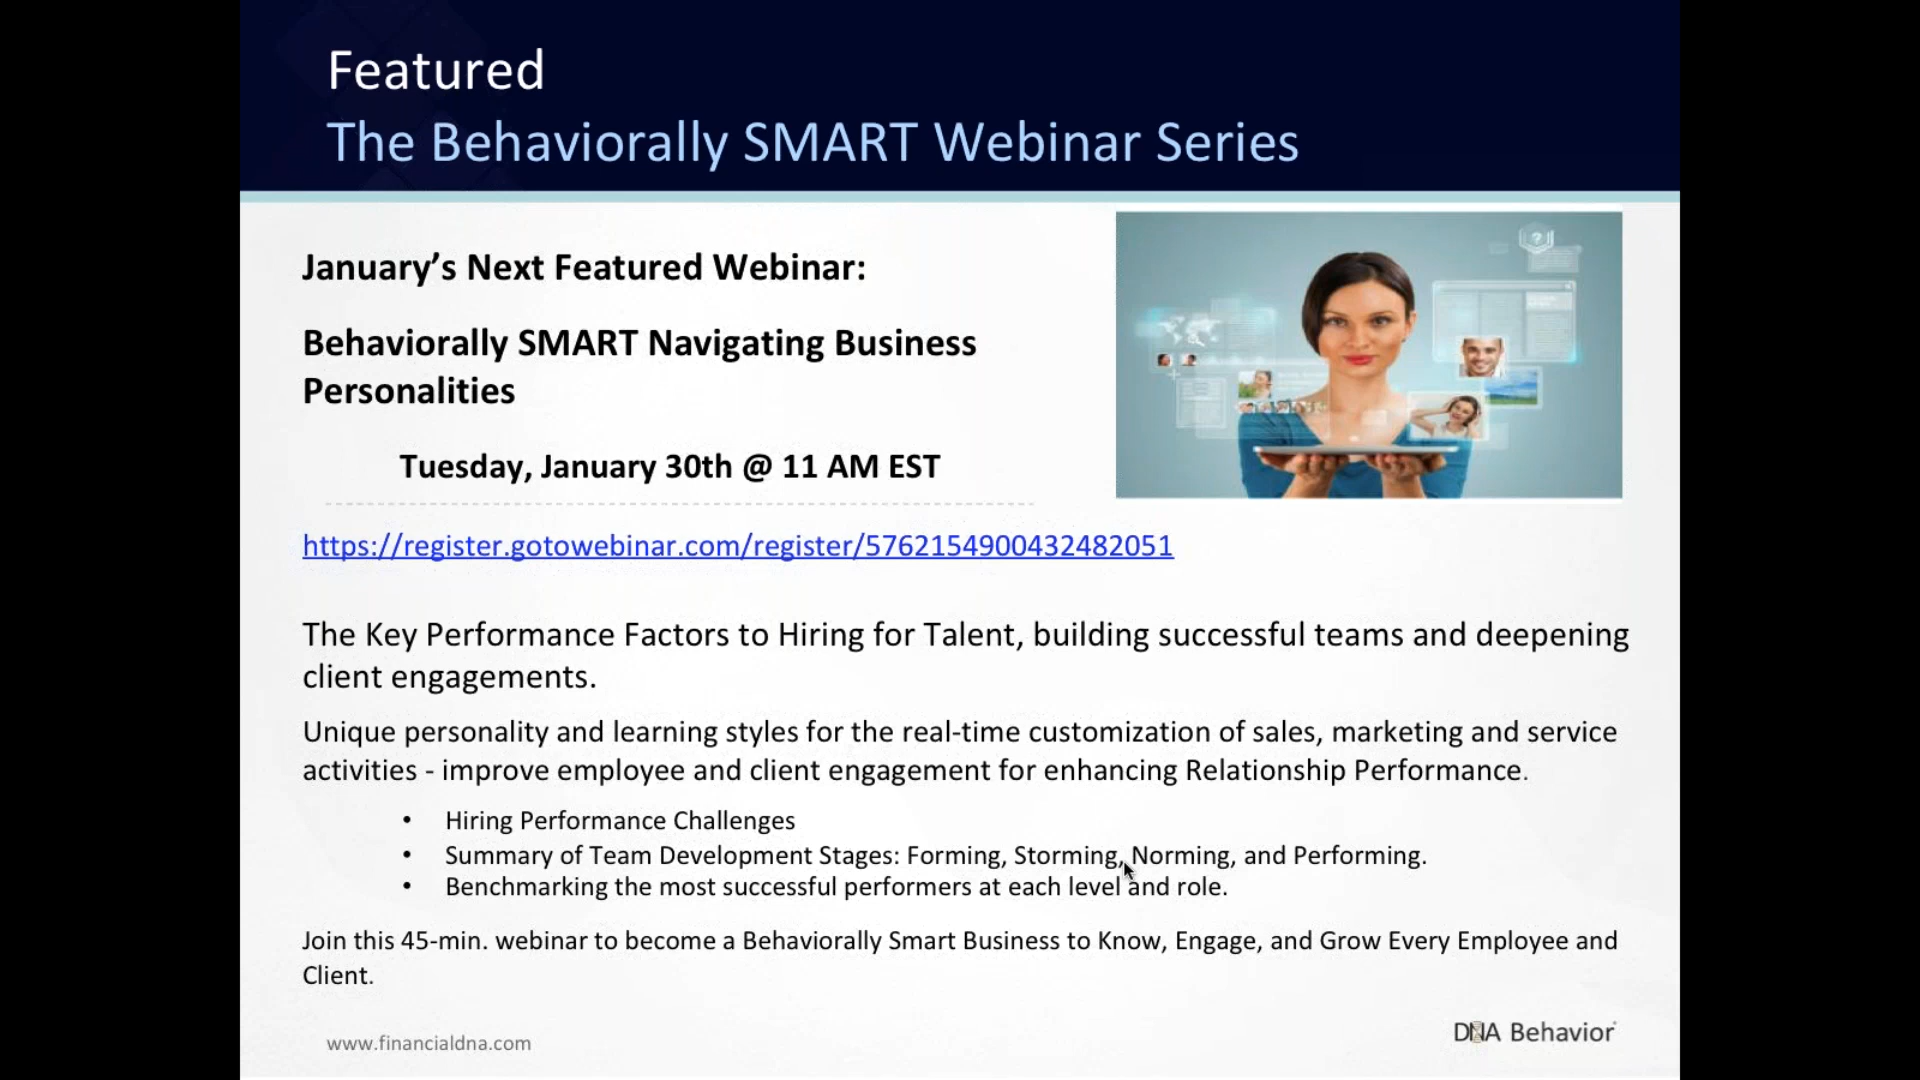 Featured
The Behaviorally SMART Webinar Series
January’s Next Featured Webinar:
Behaviorally SMART Navigating Business
Personalities
Tuesday, January 30th @ 11 AM EST
https://register.gotowebinar.com/register/5762154900432482051
The Key Performance Factors to Hiring for Talent, building successful teams and deepening
client engagements.
Unique personality and learning styles for the real-time customization of sales, marketing and service
activities - improve employee and client engagement for enhancing Relationship Performance.
• Hiring Performance Challenges
• Summary of Team Development Stages: Forming, Storming, Norming, and Performing.
• Benchmarking the most successful performers at each level and role.
Join this 45-min. webinar to become a Behaviorally Smart Business to Know, Engage, and Grow Every Employee and
Client.
www.financialdna.com
DNA Behavior